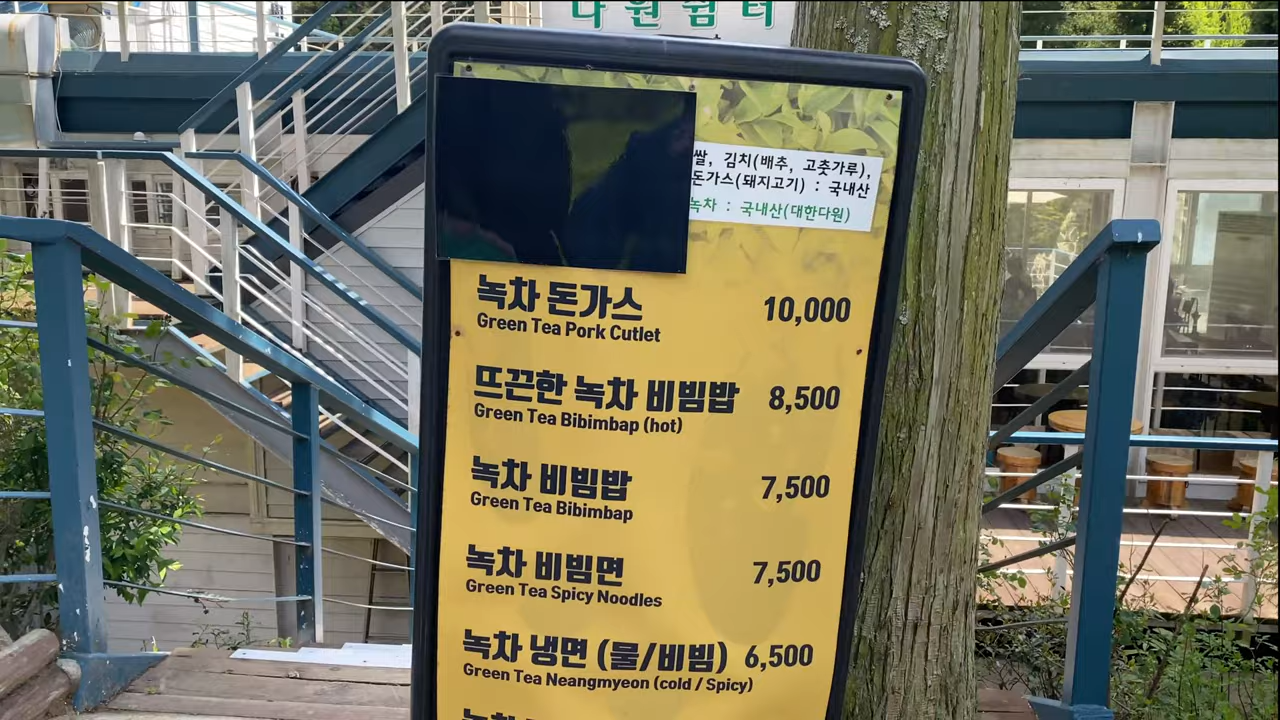 다원쉼터
쌀, 김치(배추, 고춧가루),
돈가스(돼지고기) : 국내산
녹차 : 국내산(대한다원)
녹차 돈가스 10,000
Green Tea Pork Cutlet
뜨끈한 녹차 비빔밥 8,500
Green Tea Bibimbap (hot)
녹차 비빔밥 7,500
Green Tea Bibimbap
녹차 비빔면 7,500
Green Tea Spicy Noodles
녹차 냉면 (물/비빔) 6,500
Green Tea Neangmyeon (cold / Spicy)